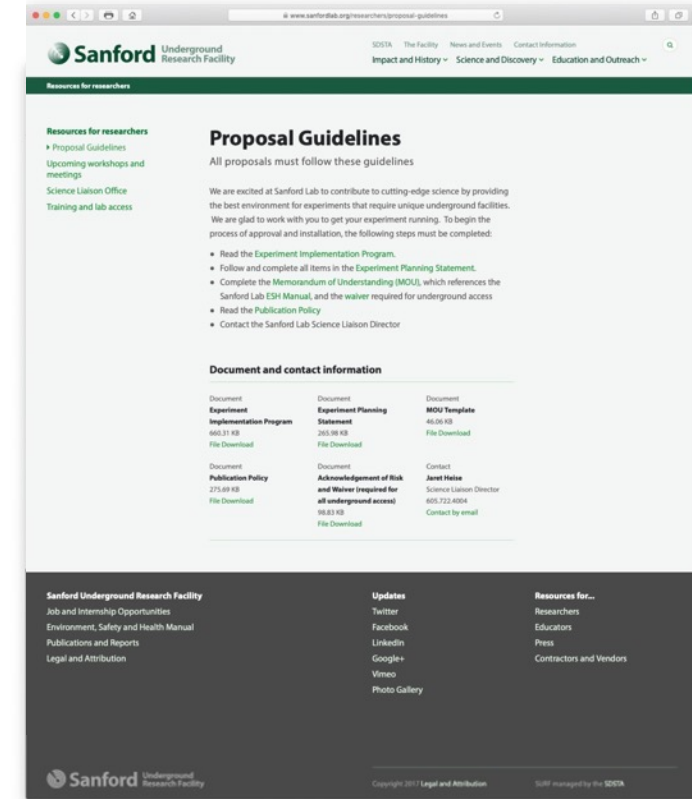 www.sanfordlab.org/researchers/proposal-guidelines
Sanford Underground
Research Facility
SDSTA The Facility News and Events Contact Information
Impact and History Science and Discovery Education and Outreach
Resources for researchers
Resources for researchers
Proposal Guidelines
Upcoming workshops and
meetings
Science Liaison Office
Training and lab access
Proposal Guidelines
All proposals must follow these guidelines
We are excited at Sanford Lab to contribute to cutting-edge science by providing
the best environment for experiments that require unique underground facilities.
We are glad to work with you to get your experiment running. To begin the
process of approval and installation, the following steps must be completed:
• Read the Experiment Implementation Program.
• Follow and complete all items in the Experiment Planning Statement.
• Complete the Memorandum of Understanding (MOU), which references the
Sanford Lab ESH Manual, and the waiver required for underground access
• Read the Publication Policy
• Contact the Sanford Lab Science Liaison Director
Document and contact information
Document
Experiment
Implementation Program
660.31 KB
File Download
Document
Experiment Planning
Statement
265.98 KB
File Download
Document
MOU Template
46.06 KB
File Download
Document
Publication Policy
275.69 KB
File Download
Document
Acknowledgement of Risk
and Waiver (required for
all underground access)
98.83 KB
File Download
Contact
Jaret Heise
Science Liaison Director
605.722.4004
Contact by email
Sanford Underground Research Facility
Job and Internship Opportunities
Environment, Safety and Health Manual
Publications and Reports
Legal and Attribution
Updates
Twitter
Facebook
LinkedIn
Google+
Vimeo
Photo Gallery
Resources for...
Researchers
Educators
Press
Contractors and Vendors
Sanford Underground
Research Facility
Copyright 2017 Legal and Attribution
SURF managed by the SDSTA